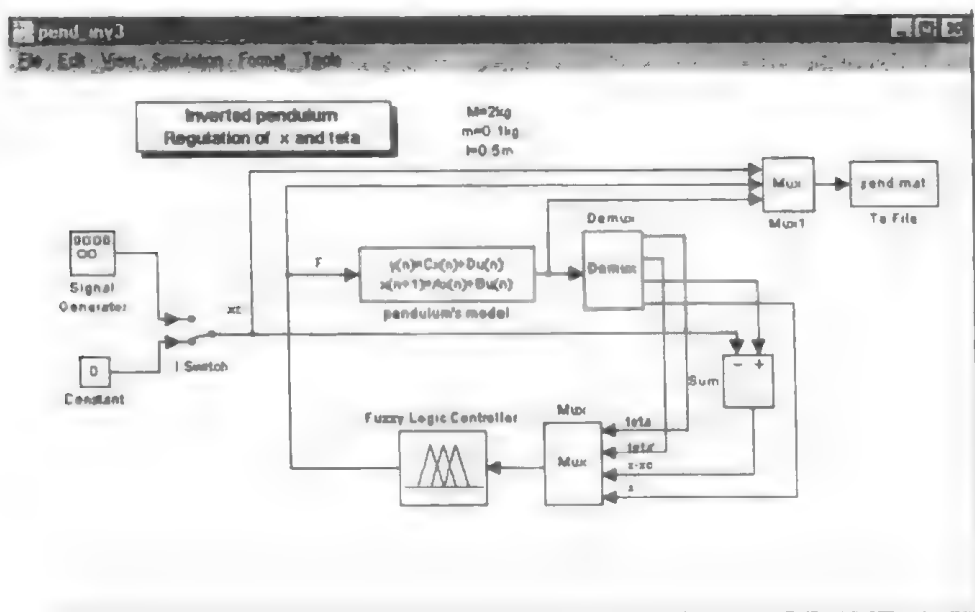 pend_inv3
File Edit View Simulation Format Tools
Inverted pendulum
Regulation of x and teta
M=2kg
m=0.1kg
l=0.5m
Mux
Mux1
pend.mat
To File
Signal
Generator
0
Constant
I Switch
F
y(n)=Cx(n)+Du(n)
x(n+1)=Ax(n)+Bu(n)
pendulum's model
Demux
Demux
- +
Sum
Fuzzy Logic Controller
Mux
Mux
teta
teta'
x-xc